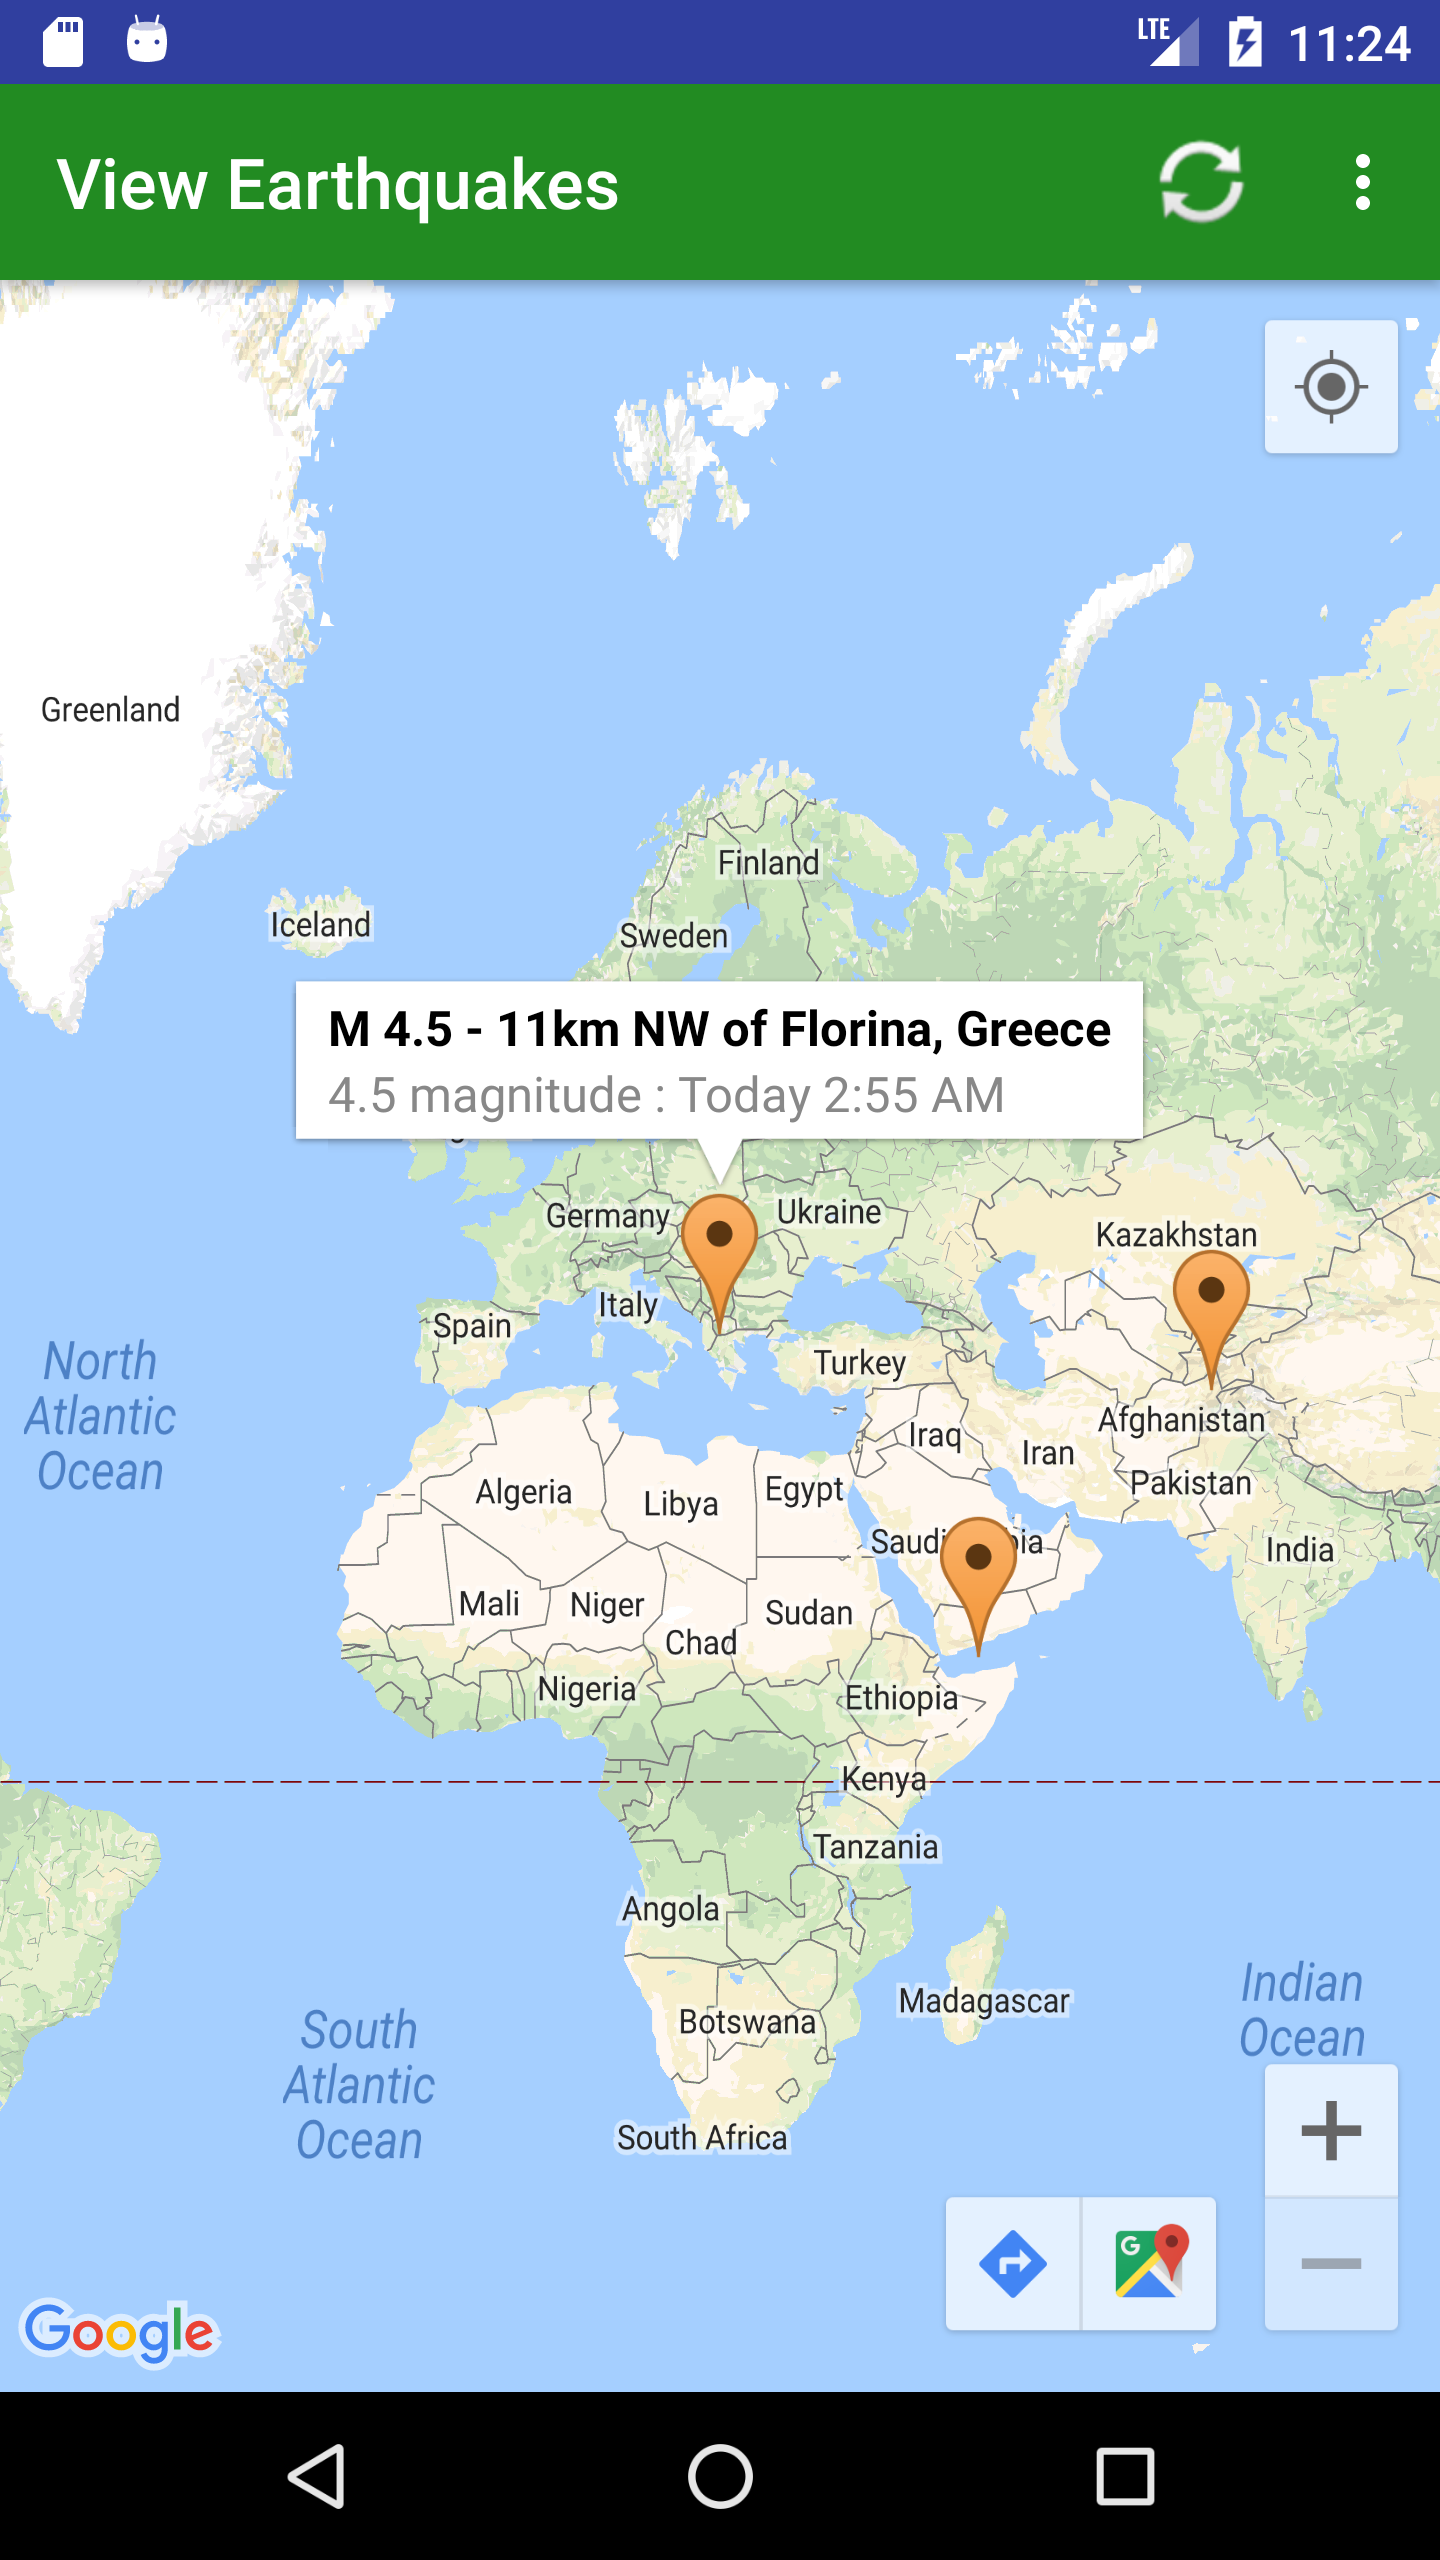 LTE 11:24
View Earthquakes
Greenland
Finland
Iceland
Sweden
M 4.5 - 11km NW of Florina, Greece
4.5 magnitude : Today 2:55 AM
Germany
Ukraine
Kazakhstan
Italy
Spain
Turkey
North
Atlantic
Ocean
Afghanistan
Iraq
Iran
Pakistan
Algeria
Libya
Egypt
Saudi
India
Mali
Niger
Sudan
Chad
Nigeria
Ethiopia
Kenya
Tanzania
Angola
Madagascar
Botswana
Indian
Ocean
South
Atlantic
Ocean
South Africa
G
Google